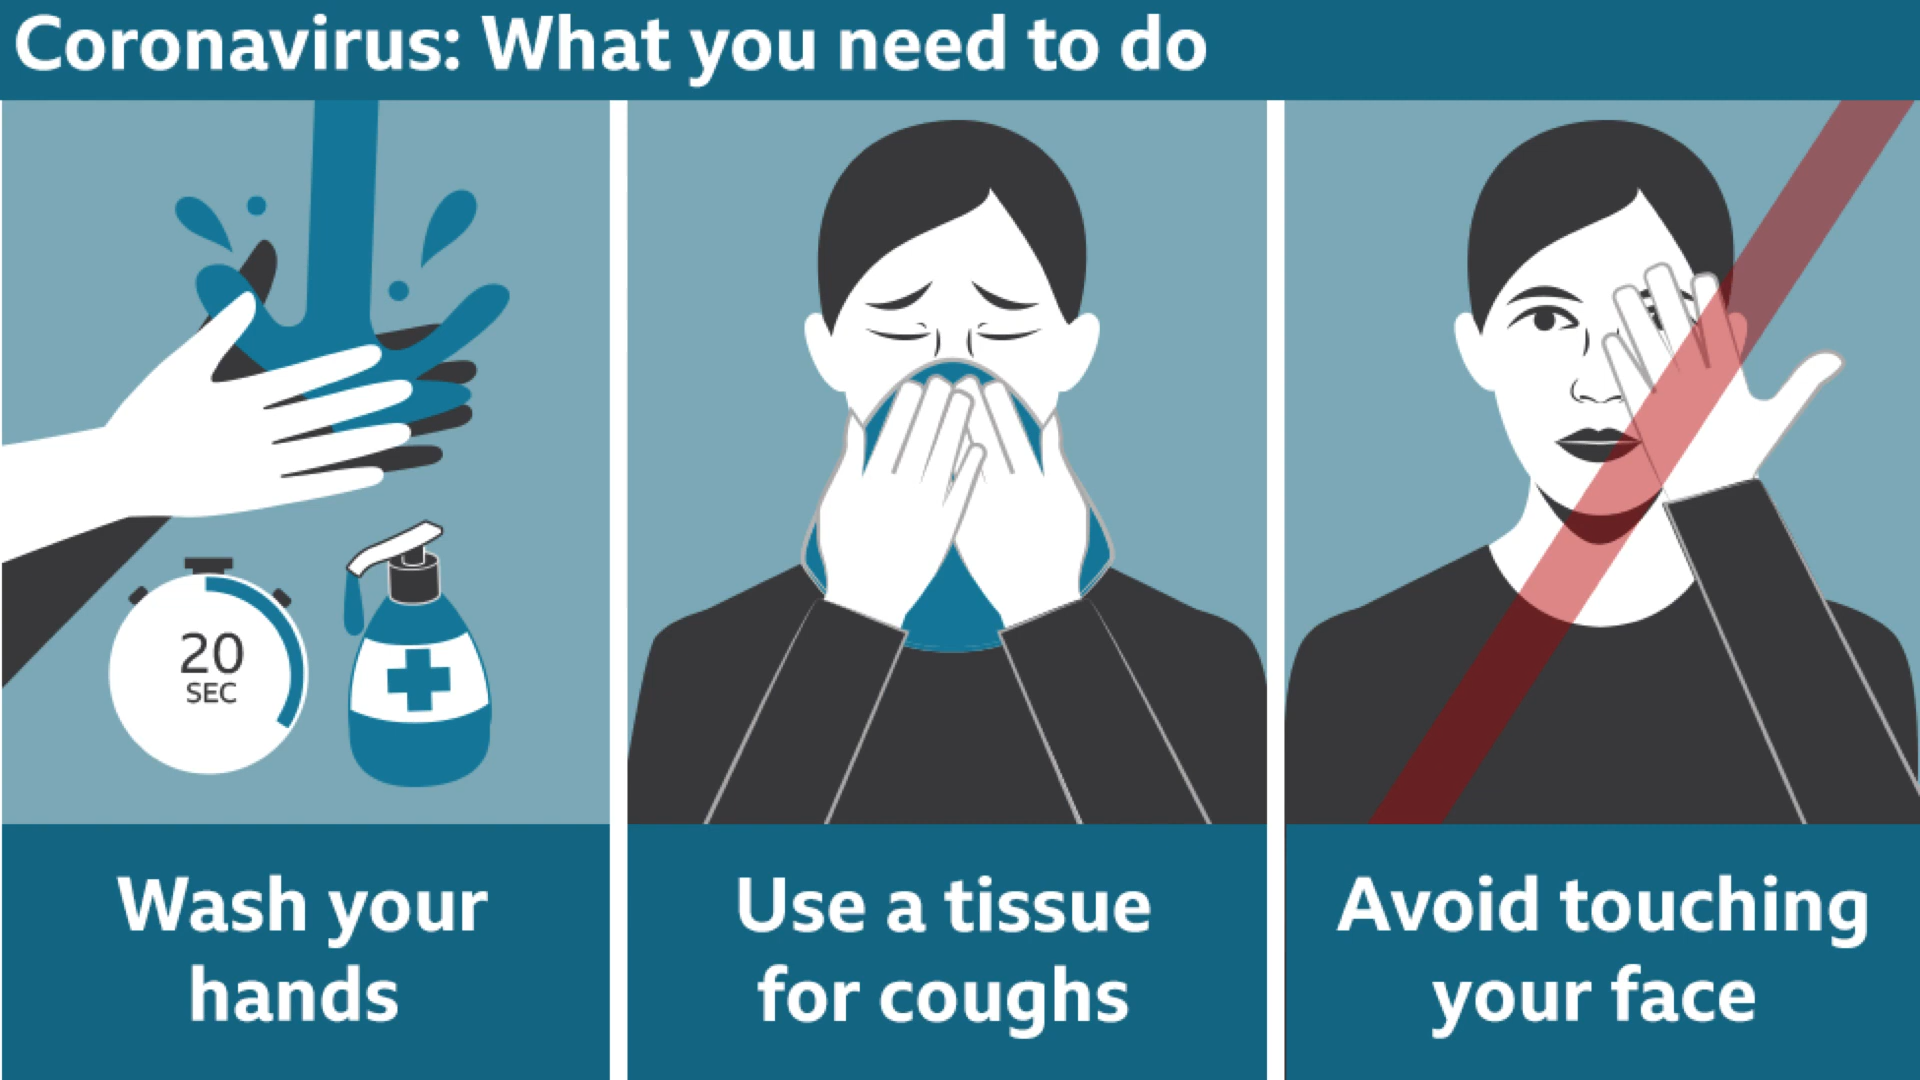 Coronavirus: What you need to do
20
SEC
Wash your
hands
Use a tissue
for coughs
Avoid touching
your face